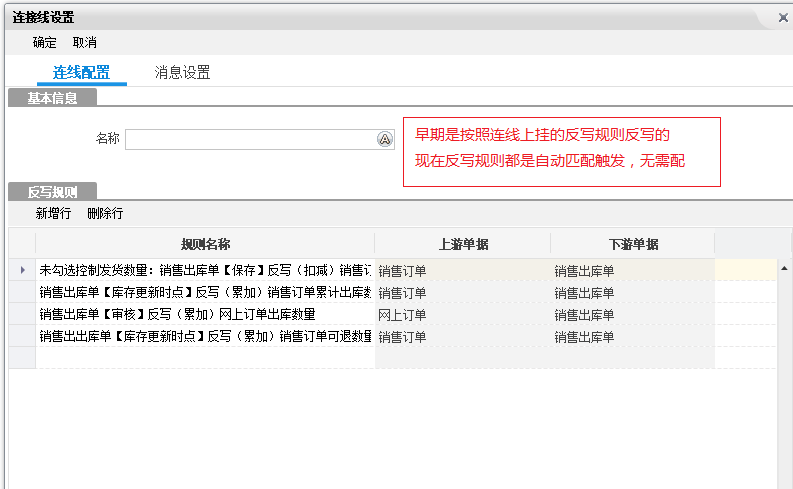 连接线设置
确定 取消
连线配置 消息设置
基本信息
名称
早期是按照连线上挂的反写规则反写的
现在反写规则都是自动匹配触发，无需配
反写规则
新增行 删除行
规则名称 上游单据 下游单据
未勾选控制发货数量：销售出库单【保存】反写（扣减）销售订 销售订单 销售出库单
销售出库单【库存更新时点】反写（累加）销售订单累计出库数 销售订单 销售出库单
销售出库单【审核】反写（累加）网上订单出库数量 网上订单 销售出库单
销售出出库单【库存更新时点】反写（累加）销售订单可退数量 销售订单 销售出库单